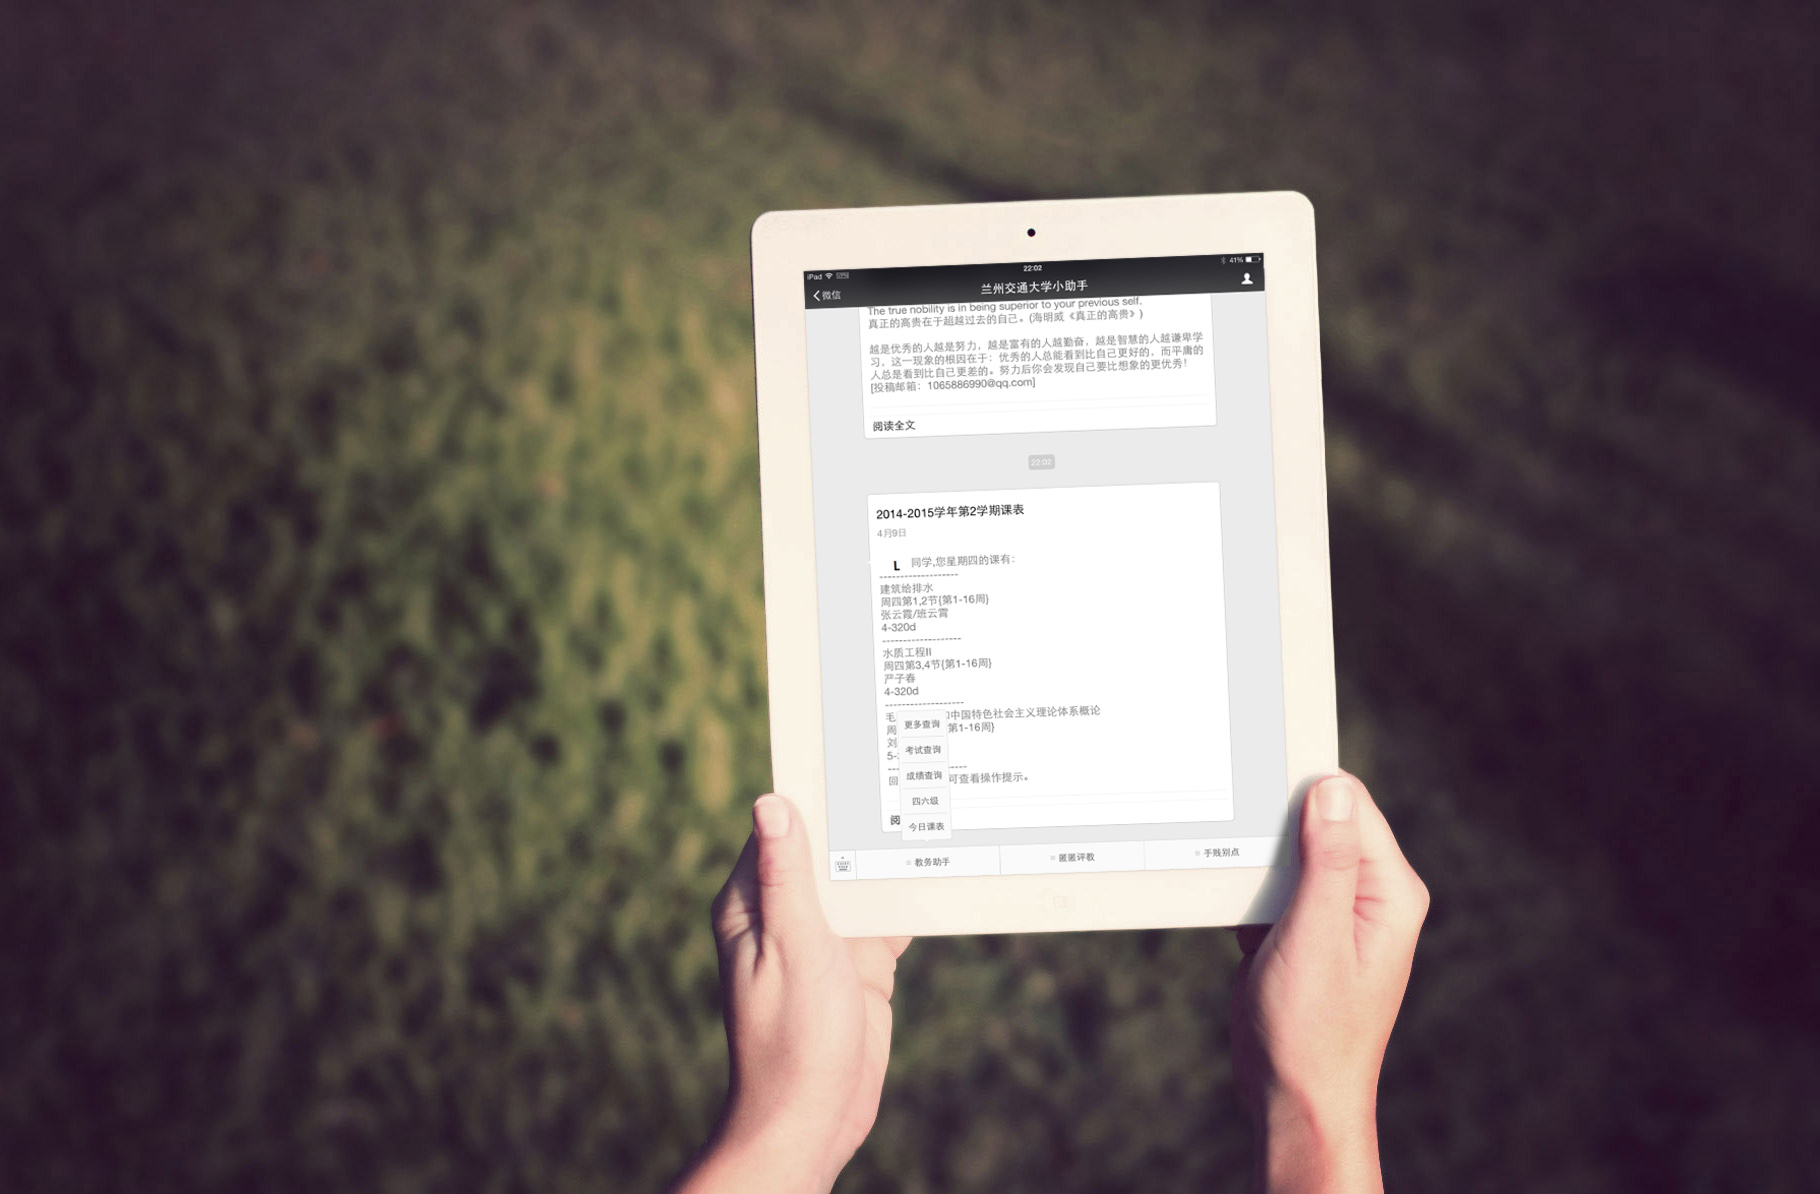 iPad
22:02
41%
微信
兰州交通大学小助手
The true nobility is in being superior to your previous self.
真正的高贵在于超越过去的自己。(海明威《真正的高贵》)
越是优秀的人越是努力，越是富有的人越勤奋，越是智慧的人越谦卑学
习，这一现象的根因在于：优秀的人总能看到比自己更好的，而平庸的
人总是看到比自己更差的。努力后你会发现自己要比想象的更优秀！
[投稿邮箱：1065886990@qq.com]
阅读全文
22:02
2014-2015学年第2学期课表
4月9日
L 同学,您星期四的课有:
--------------------
建筑给排水
周四第1,2节{第1-16周}
张云霞/班云霄
4-320d
--------------------
水质工程II
周四第3,4节{第1-16周}
严子春
4-320d
--------------------
毛 中国特色社会主义理论体系概论
周 第1-16周}
刘
5-
回 可查看操作提示。
阅
更多查询
考试查询
成绩查询
四六级
今日课表
教务助手
匿匿评教
手贱别点